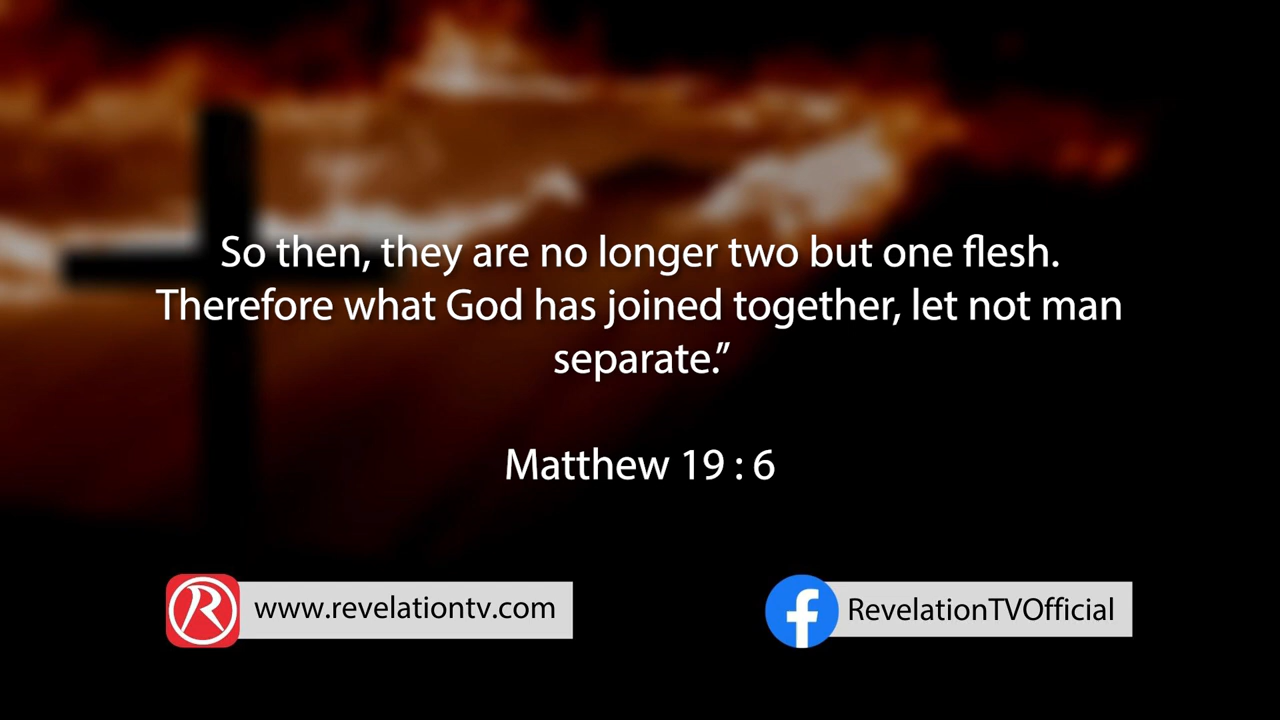 So then, they are no longer two but one flesh.
Therefore what God has joined together, let not man
separate.”
Matthew 19 : 6
www.revelationtv.com
RevelationTVOfficial